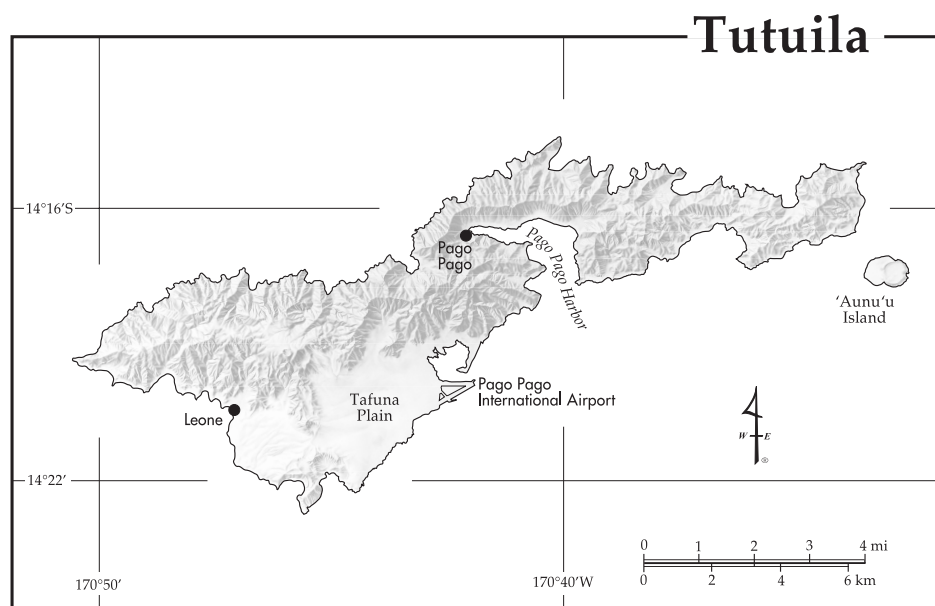 Tutuila
14°16'S
Pago
Pago
Pago Pago Harbor
'Aunu'u
Island
Pago Pago
International Airport
Tafuna
Plain
Leone
W E
14°22'
0 1 2 3 4 mi
0 2 4 6 km
170°50'
170°40'W